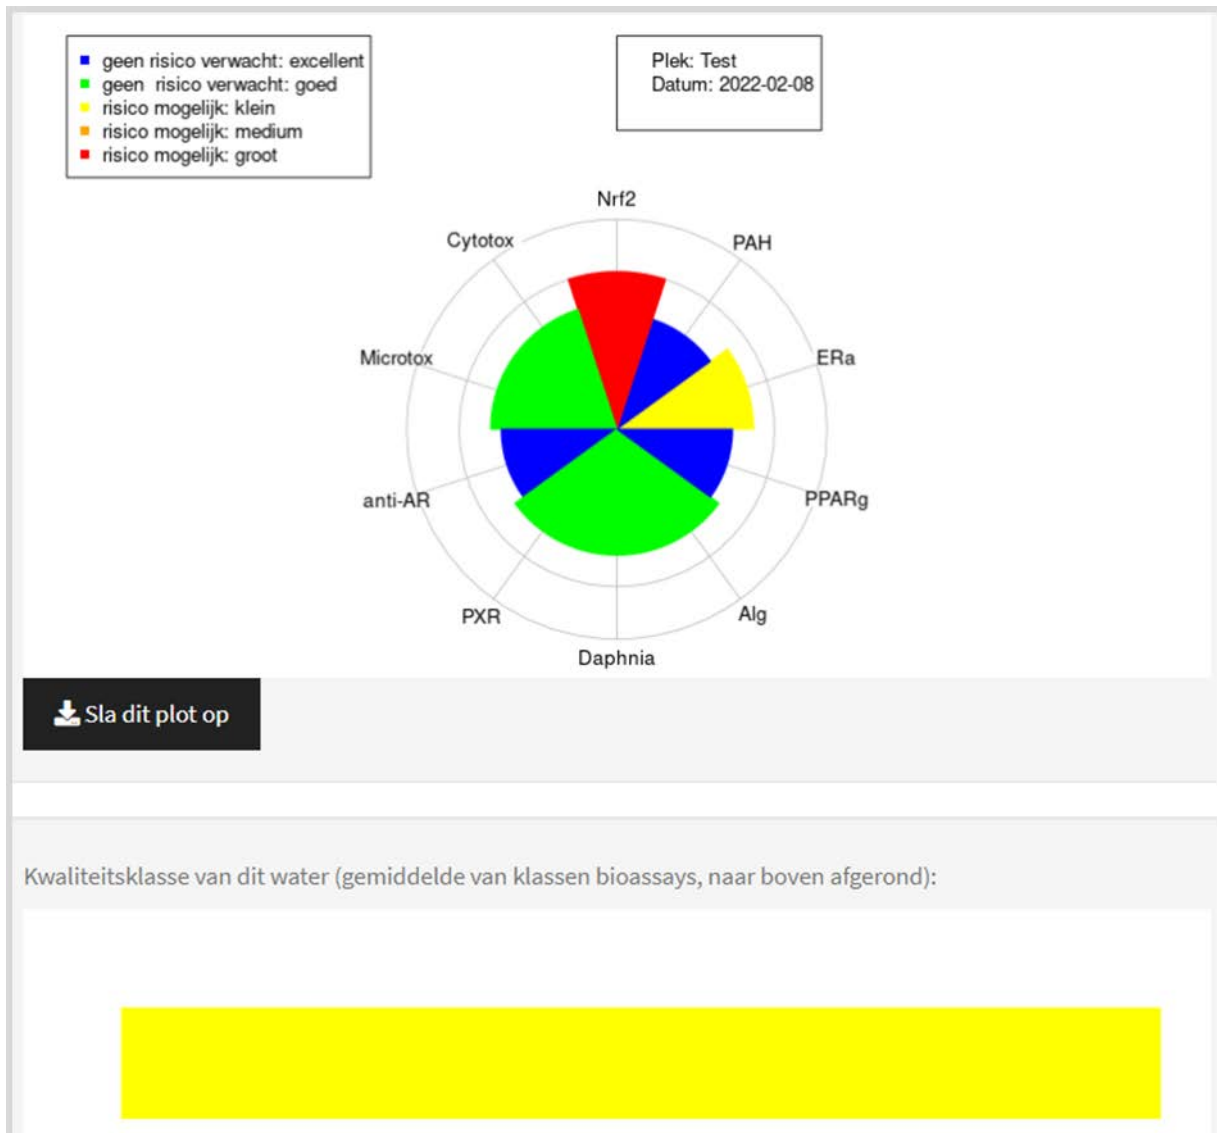 geen risico verwacht: excellent
geen risico verwacht: goed
risico mogelijk: klein
risico mogelijk: medium
risico mogelijk: groot
Plek: Test
Datum: 2022-02-08
Nrf2
Cytotox
PAH
Microtox
ERa
anti-AR
PPARg
PXR
Alg
Daphnia
Sla dit plot op
Kwaliteitsklasse van dit water (gemiddelde van klassen bioassays, naar boven afgerond):